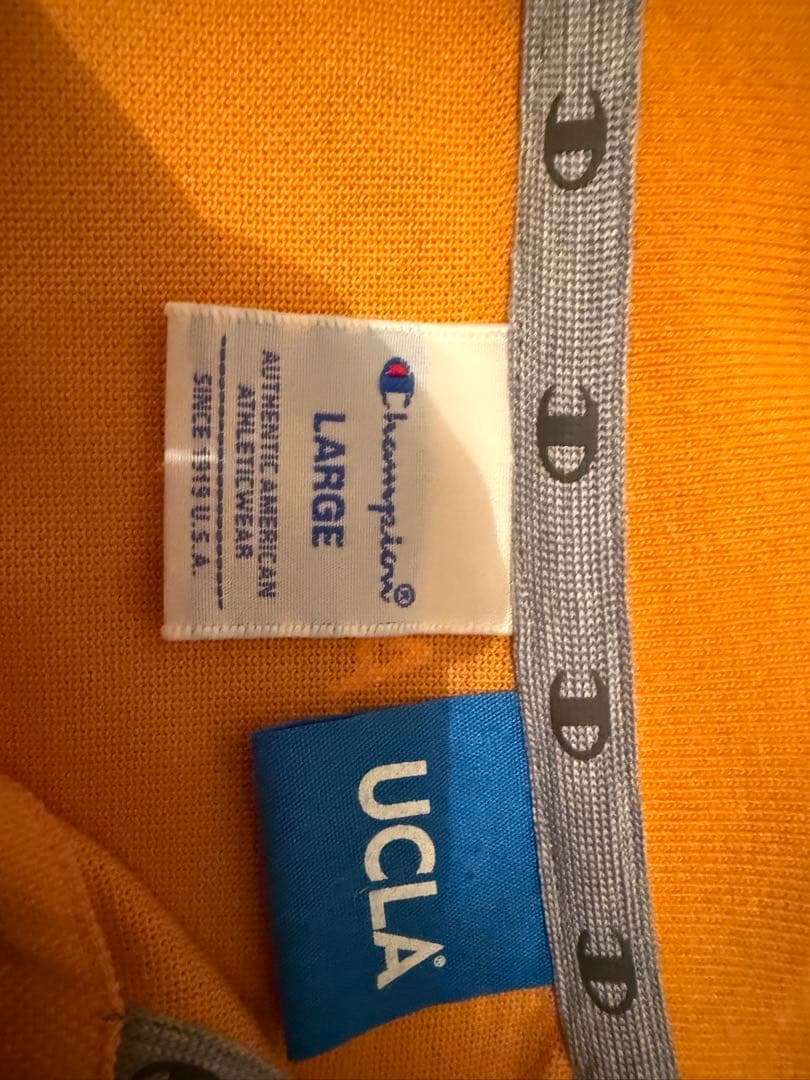 Champion®
LARGE
AUTHENTIC AMERICAN
ATHLETICWEAR
SINCE 1919 U.S.A.
UCLA®